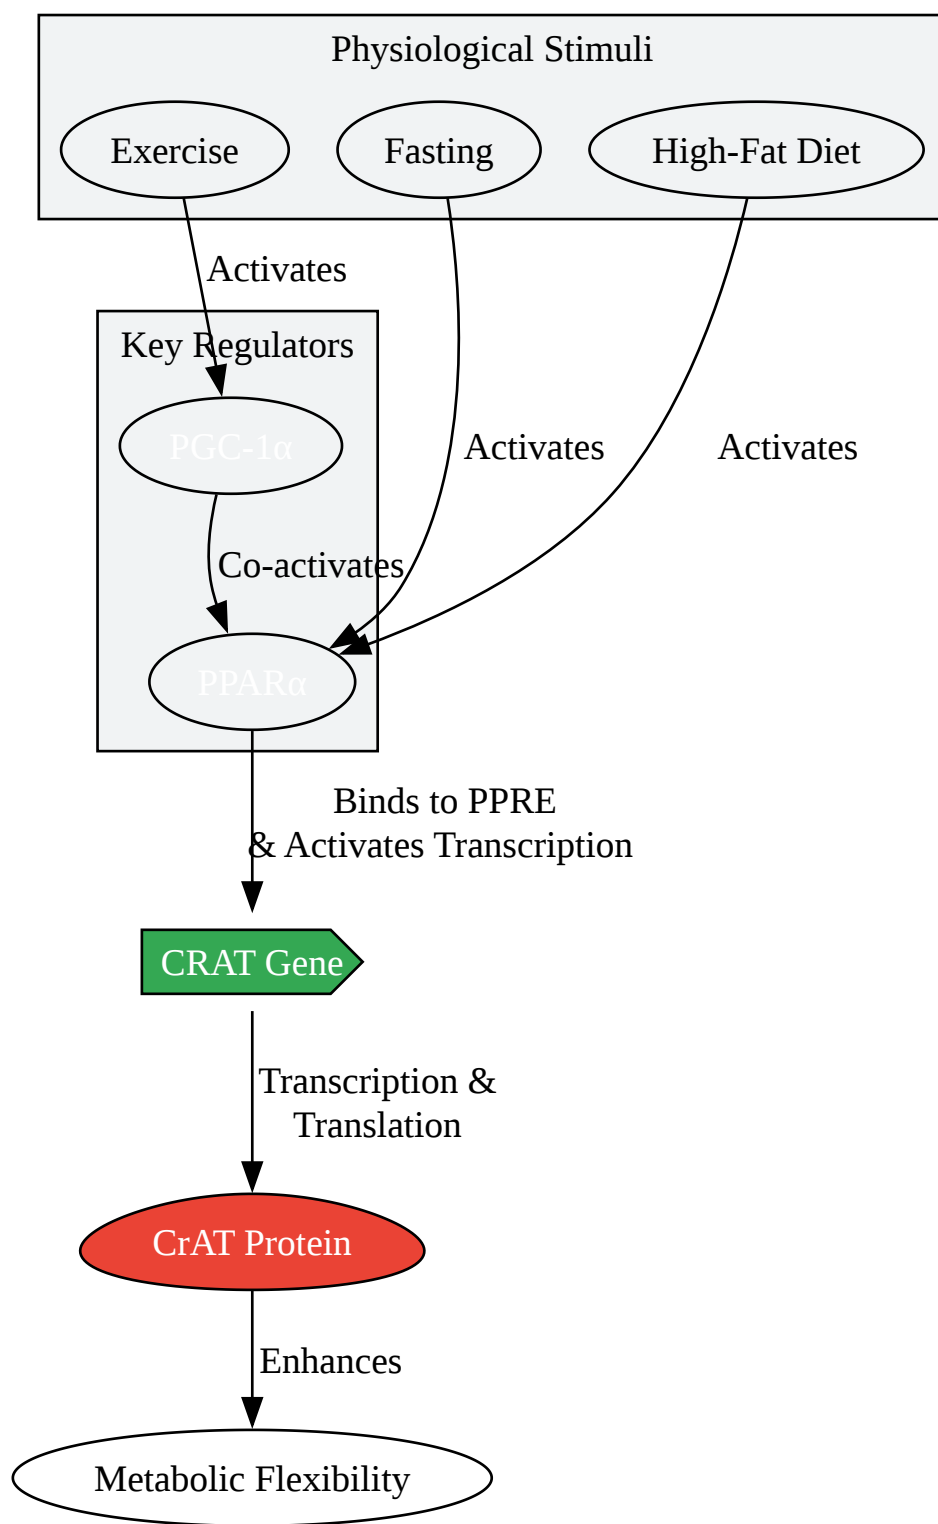 Physiological Stimuli
Exercise
Fasting
High-Fat Diet
Activates
Key Regulators
PGC-1α
Activates
Activates
Co-activates
PPARα
Binds to PPRE
& Activates Transcription
CRAT Gene
Transcription &
Translation
CrAT Protein
Enhances
Metabolic Flexibility